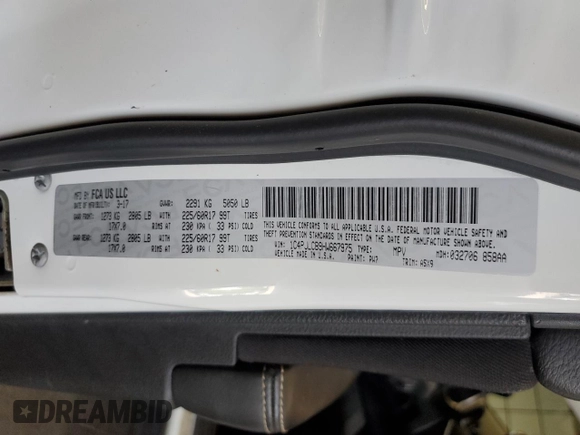 MFD BY FCA US LLC
DATE OF MFR 3-17 GVWR: 2291 KG 5050 LB
GAWR FRONT: 1273 KG 2805 LB WITH 225/60R17 99T TIRES
17X7.0 RIMS AT 230 KPA ( 33 PSI) COLD
GAWR REAR: 1273 KG 2805 LB WITH 225/60R17 99T TIRES
17X7.0 RIMS AT 230 KPA ( 33 PSI) COLD
THIS VEHICLE CONFORMS TO ALL APPLICABLE U.S.A. FEDERAL MOTOR VEHICLE SAFETY
AND THEFT PREVENTION STANDARDS IN EFFECT ON THE DATE OF MANUFACTURE SHOWN ABOVE.
VIN: 1C4PJLCB9HW667975 TYPE: MPV MDH: 032706 858AA
VEHICLE MADE IN U.S.A. PAINT: PW7 TRIM: A5X9
DREAMBID